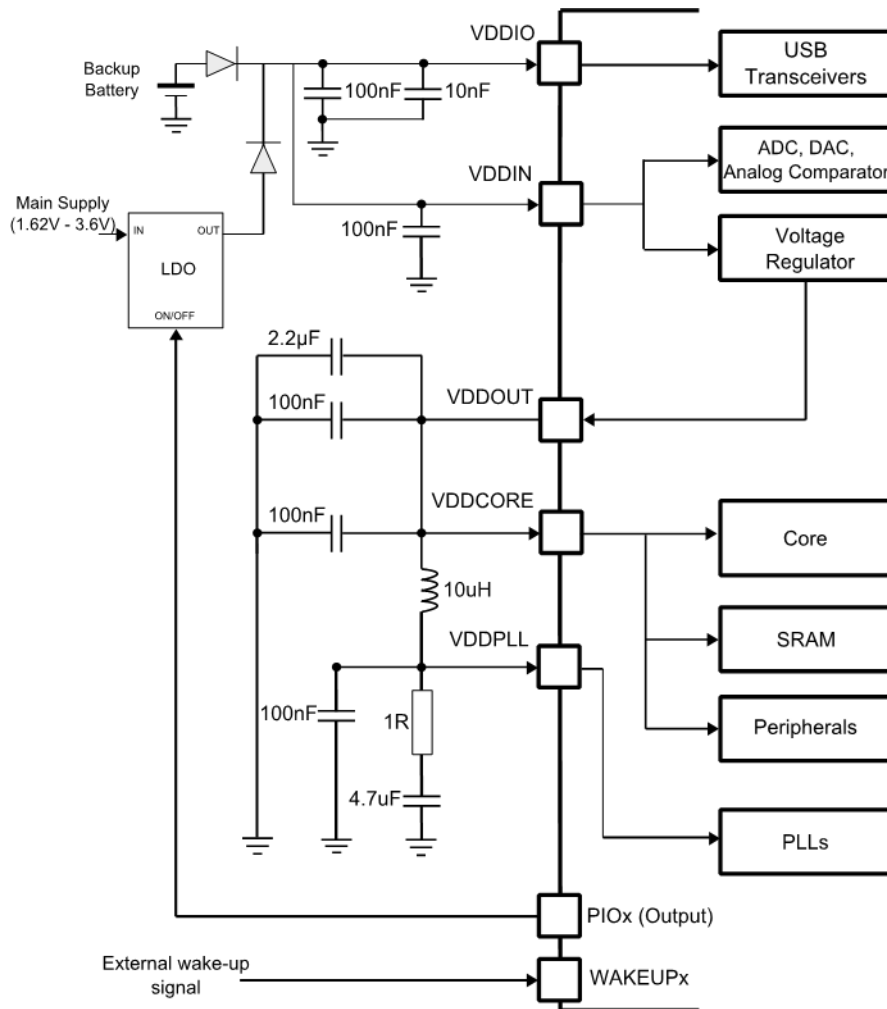 VDDIO
USB
Transceivers
Backup
Battery
100nF
10nF
ADC, DAC,
Analog Comparator
VDDIN
Main Supply
(1.62V - 3.6V)
IN
OUT
100nF
Voltage
Regulator
LDO
ON/OFF
2.2µF
100nF
VDDOUT
100nF
VDDCORE
Core
10uH
VDDPLL
SRAM
100nF
1R
Peripherals
4.7uF
PLLs
PIOx (Output)
External wake-up
signal
WAKEUPx